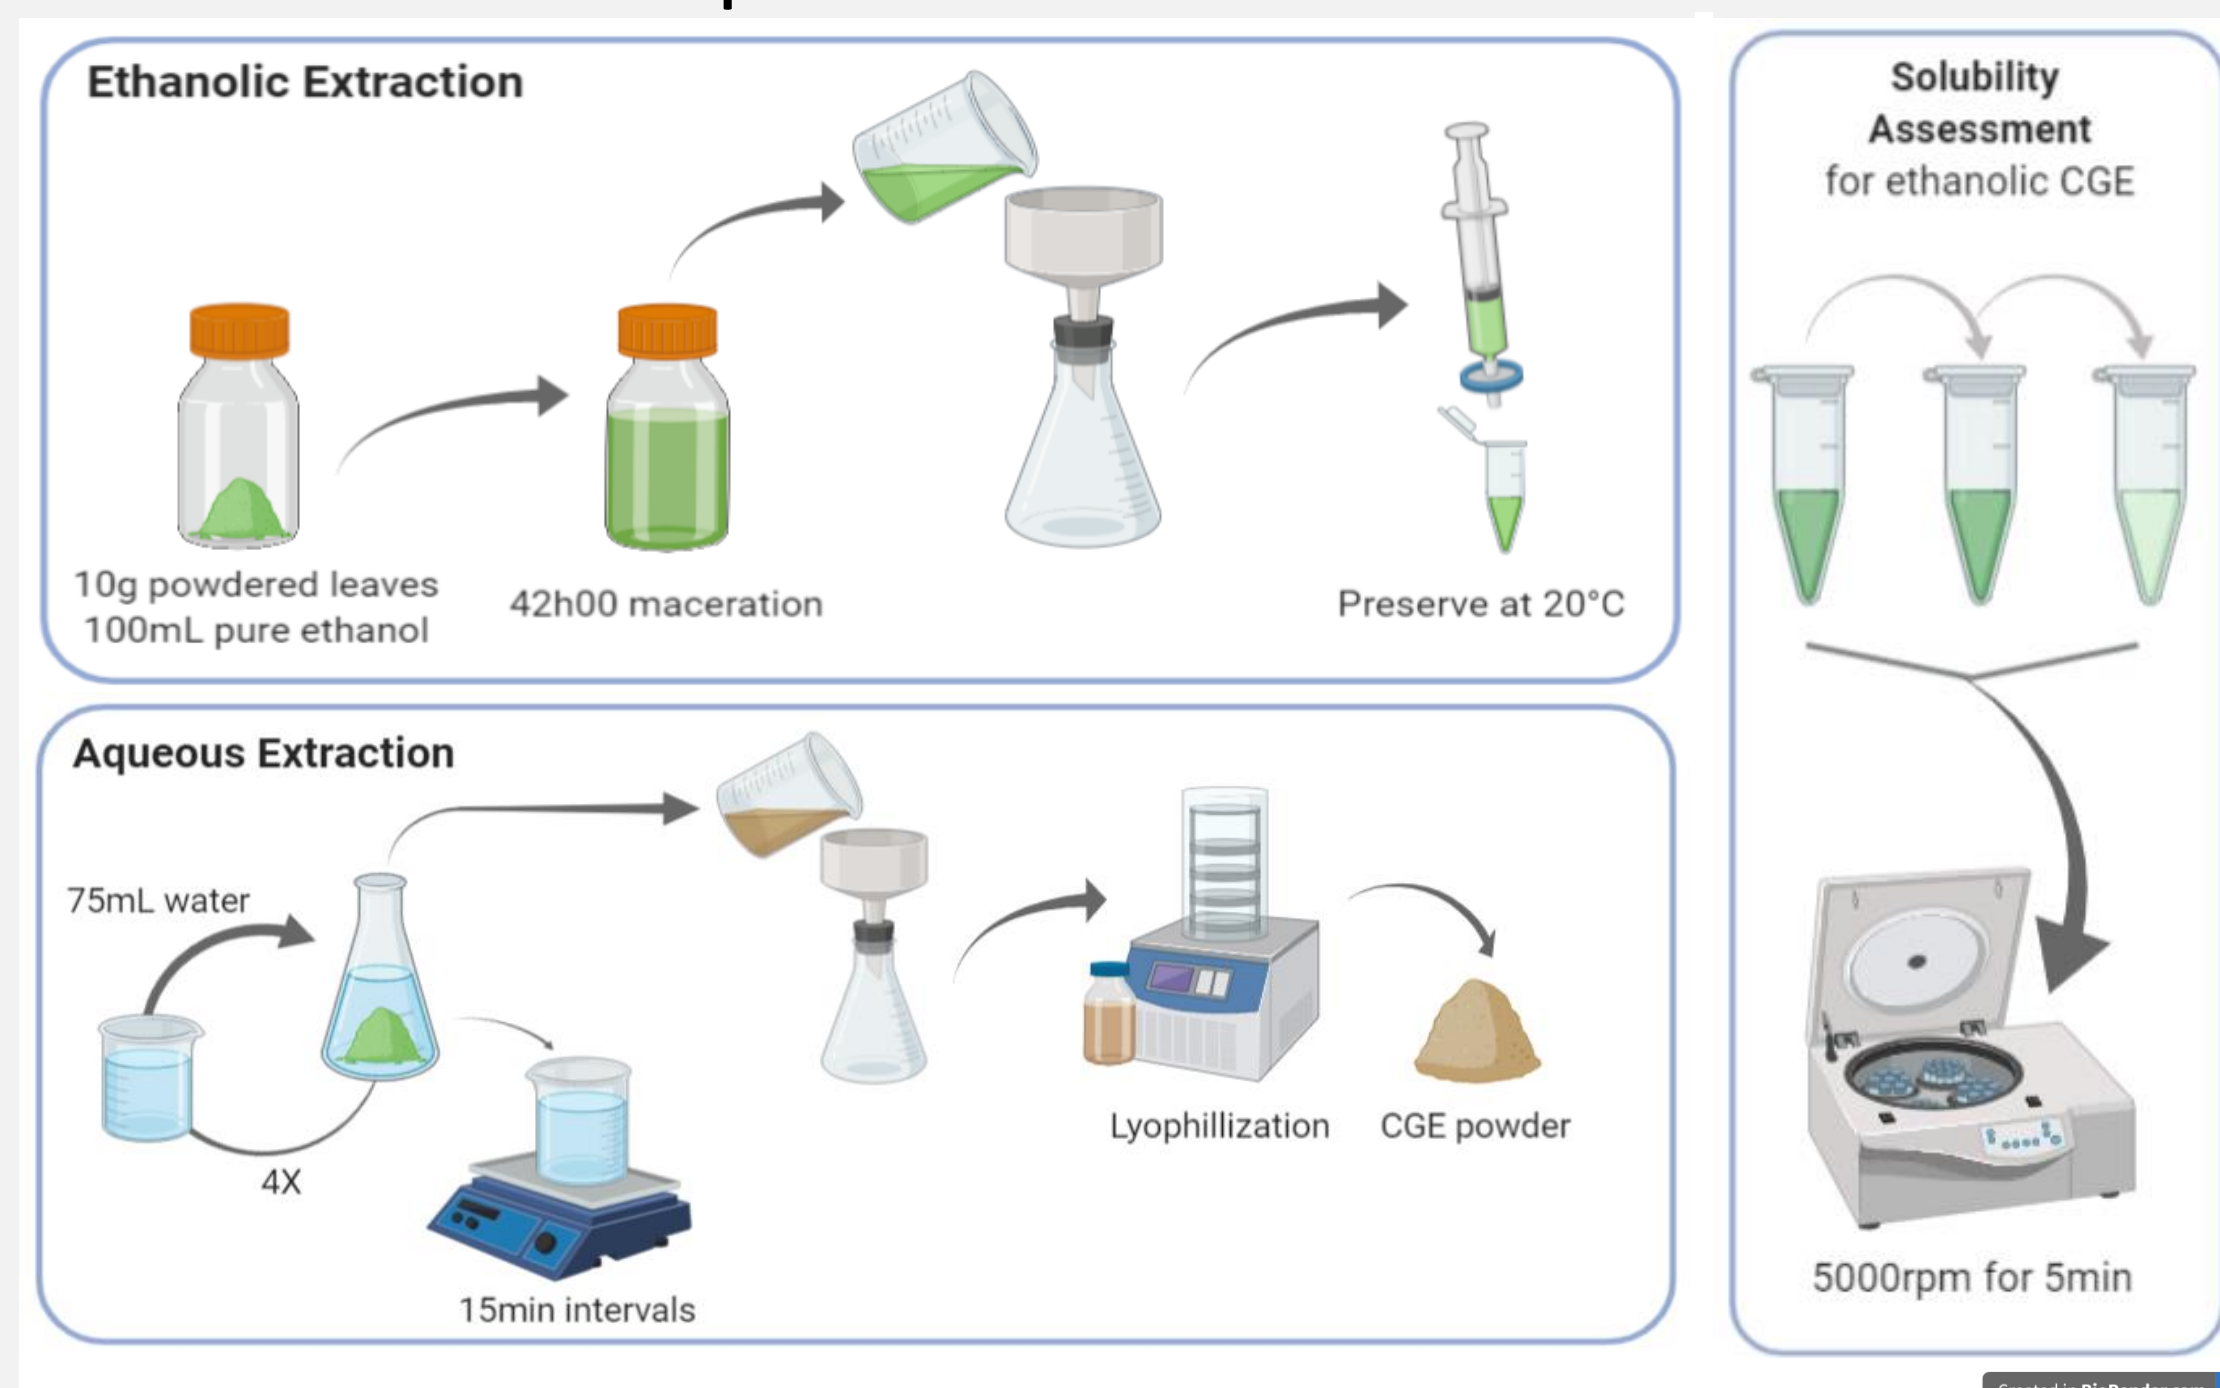 Ethanolic Extraction
10g powdered leaves
100mL pure ethanol
42h00 maceration
Preserve at 20°C
Aqueous Extraction
75mL water
4X
15min intervals
Lyophillization
CGE powder
Solubility
Assessment
for ethanolic CGE
5000rpm for 5min